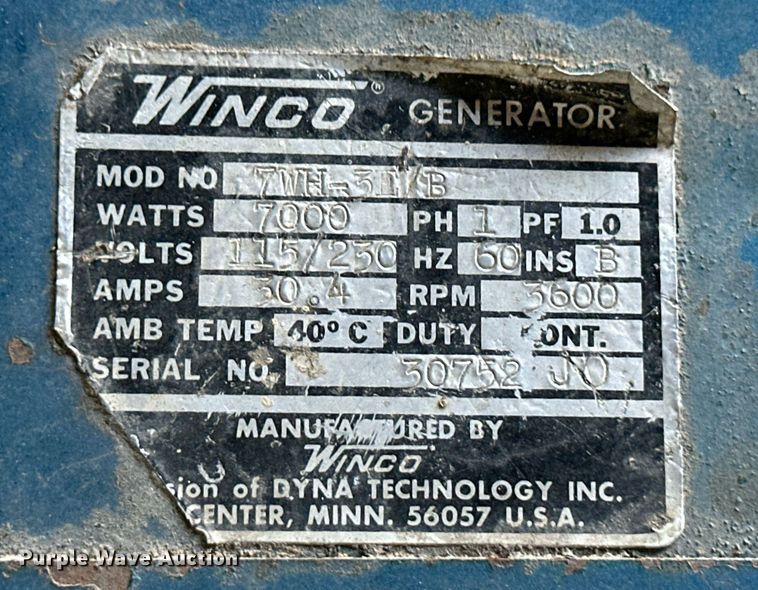 WINCO® GENERATOR
MOD NO 7WH-3D/B
WATTS 7000 PH 1 PF 1.0
VOLTS 115/230 HZ 60 INS B
AMPS 30.4 RPM 3600
AMB TEMP 40° C DUTY CONT.
SERIAL NO. 30752 JO
MANUFACTURED BY
WINCO
sion of DYNA TECHNOLOGY INC.
CENTER, MINN. 56057 U.S.A.
Purple Wave Auction